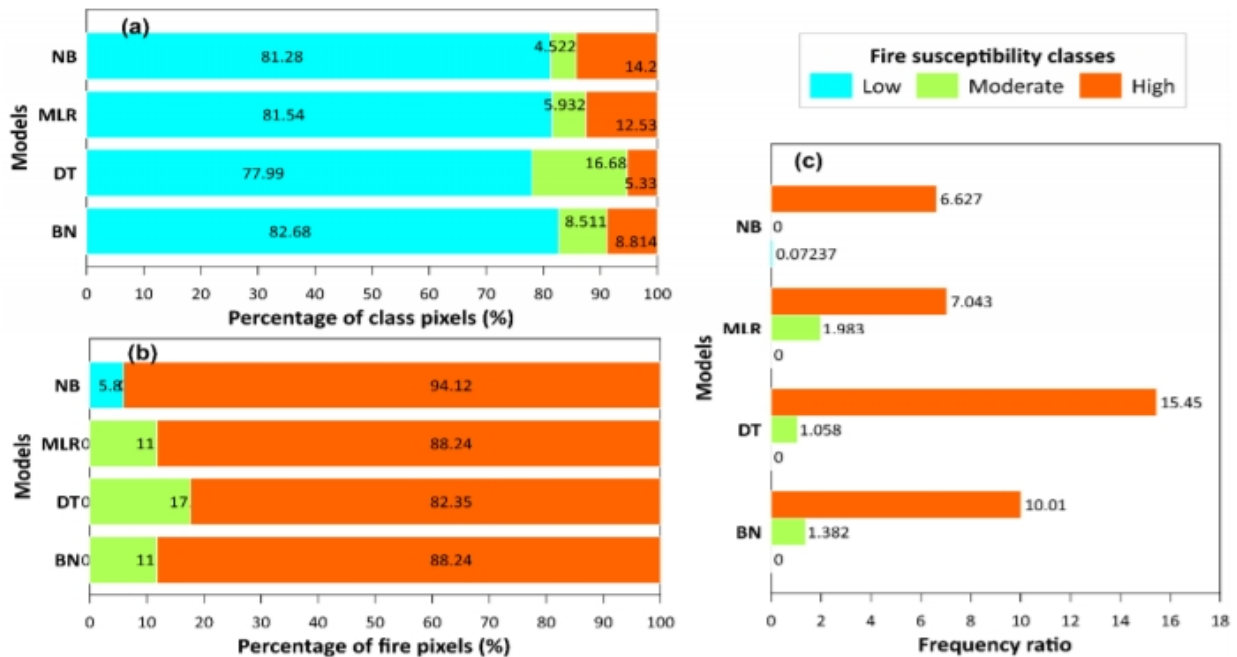 (a)
Models
NB
81.28
4.522
14.2
MLR
81.54
5.932
12.53
DT
77.99
16.68
5.33
BN
82.68
8.511
8.814
0 10 20 30 40 50 60 70 80 90 100
Percentage of class pixels (%)
(b)
Models
NB
5.8
94.12
MLR 0
11
88.24
DT 0
17
82.35
BN 0
11
88.24
0 10 20 30 40 50 60 70 80 90 100
Percentage of fire pixels (%)
Fire susceptibility classes
Low Moderate High
(c)
Models
NB
6.627
0
0.07237
MLR
7.043
1.983
0
DT
15.45
1.058
0
BN
10.01
1.382
0
0 2 4 6 8 10 12 14 16 18
Frequency ratio